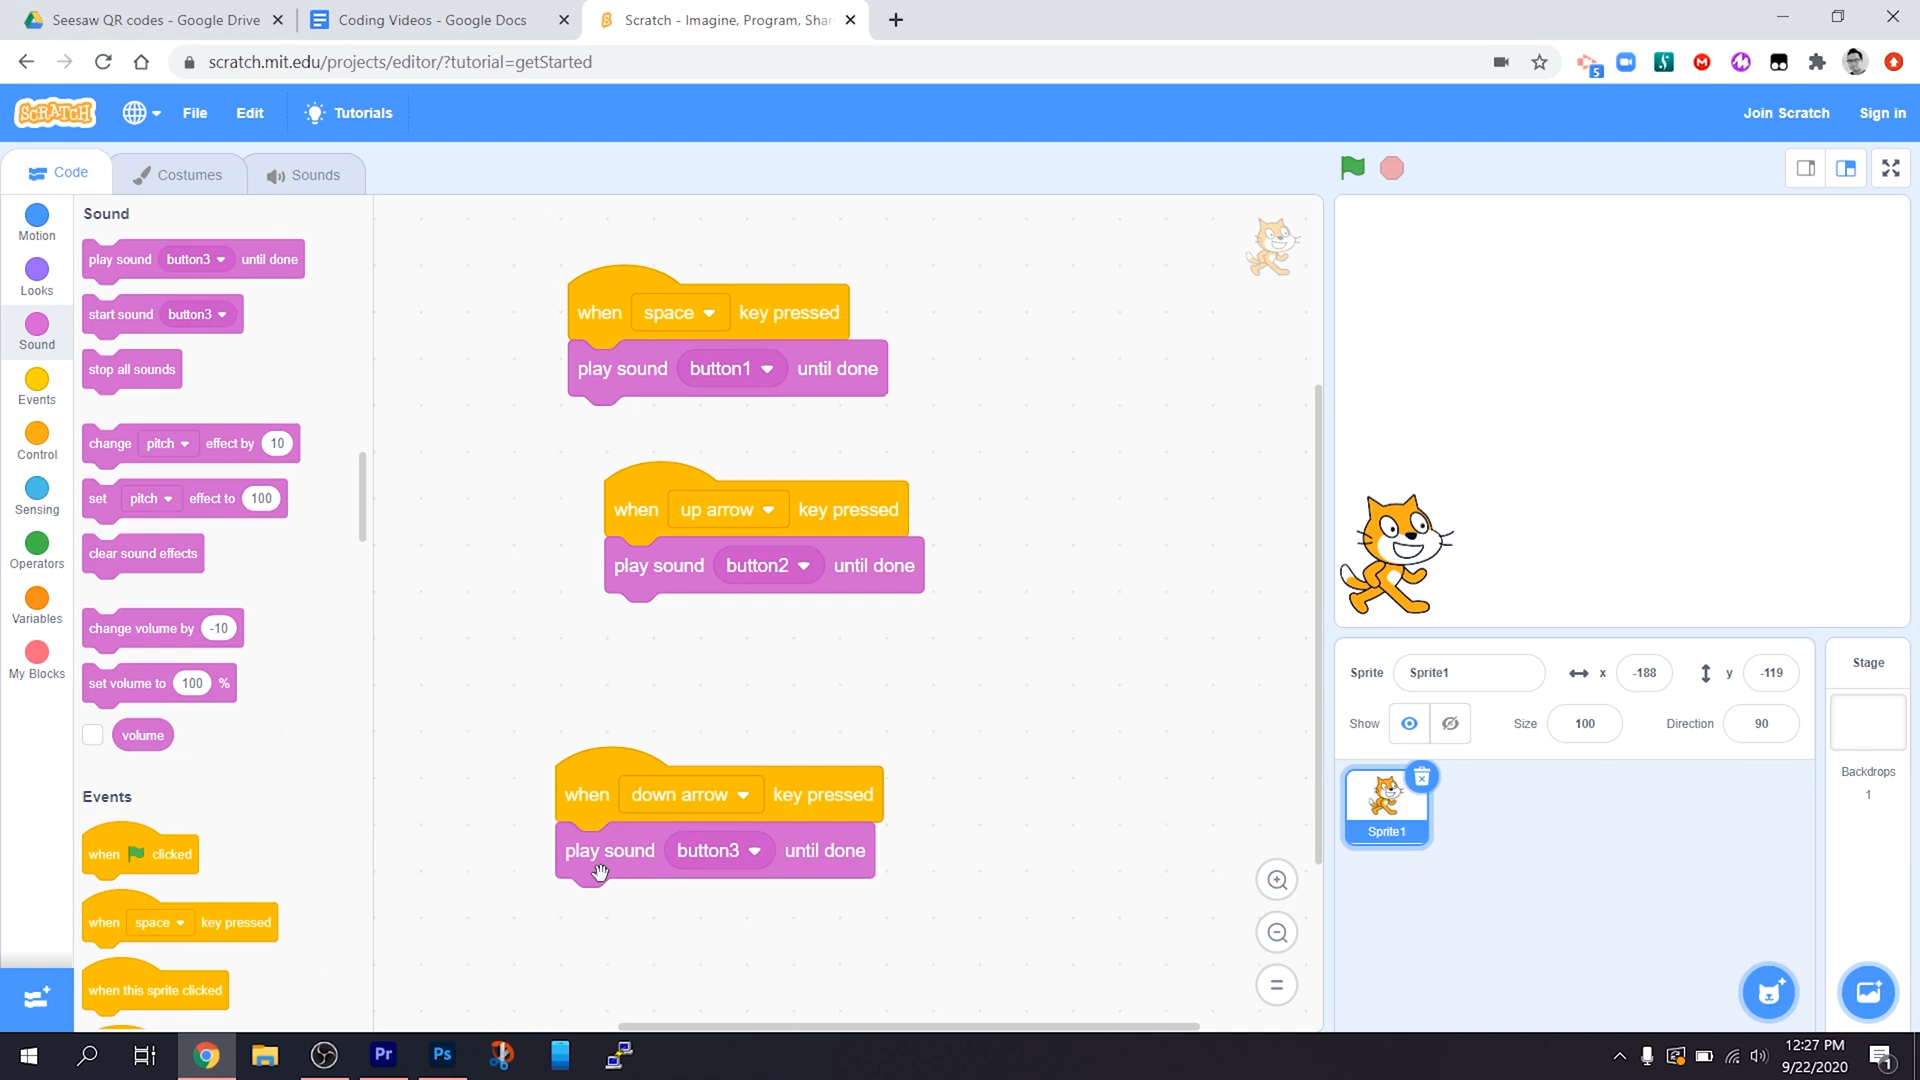 Seesaw QR codes - Google Drive
Coding Videos - Google Docs
Scratch - Imagine, Program, Shar
scratch.mit.edu/projects/editor/?tutorial=getStarted
5
SCRATCH
File
Edit
Tutorials
Join Scratch
Sign in
Code
Costumes
Sounds
Motion
Looks
Sound
Events
Control
Sensing
Operators
Variables
My Blocks
Sound
play sound button3 until done
start sound button3
stop all sounds
change pitch effect by 10
set pitch effect to 100
clear sound effects
change volume by -10
set volume to 100 %
volume
Events
when clicked
when space key pressed
when this sprite clicked
when space key pressed
play sound button1 until done
when up arrow key pressed
play sound button2 until done
when down arrow key pressed
play sound button3 until done
Sprite Sprite1 x -188 y -119
Show Size 100 Direction 90
Sprite1
Stage
Backdrops
1
Pr
Ps
12:27 PM
9/22/2020
1